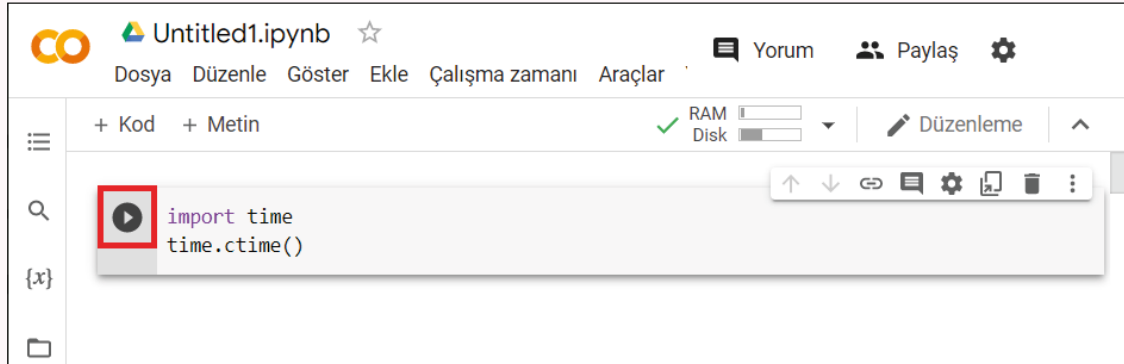 Untitled1.ipynb
Yorum Paylaş
Dosya Düzenle Göster Ekle Çalışma zamanı Araçlar
+ Kod + Metin
RAM
Disk
Düzenleme
import time
time.ctime()
{x}